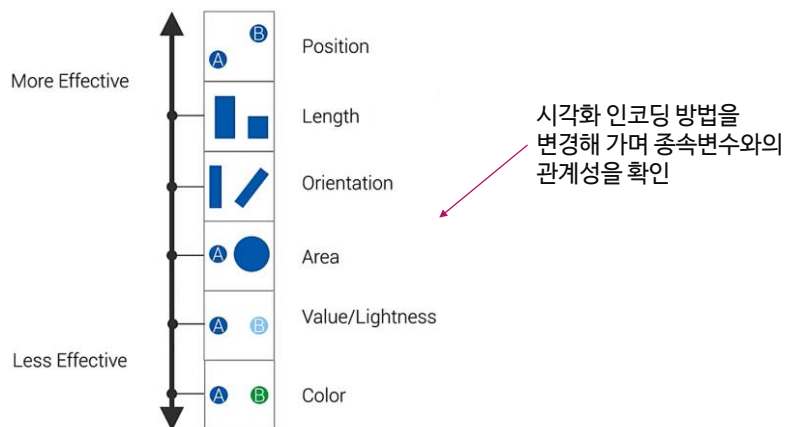 More Effective
Less Effective
A B
A
A B
A B
Position
Length
Orientation
Area
Value/Lightness
Color
시각화 인코딩 방법을
변경해 가며 종속변수와의
관계성을 확인